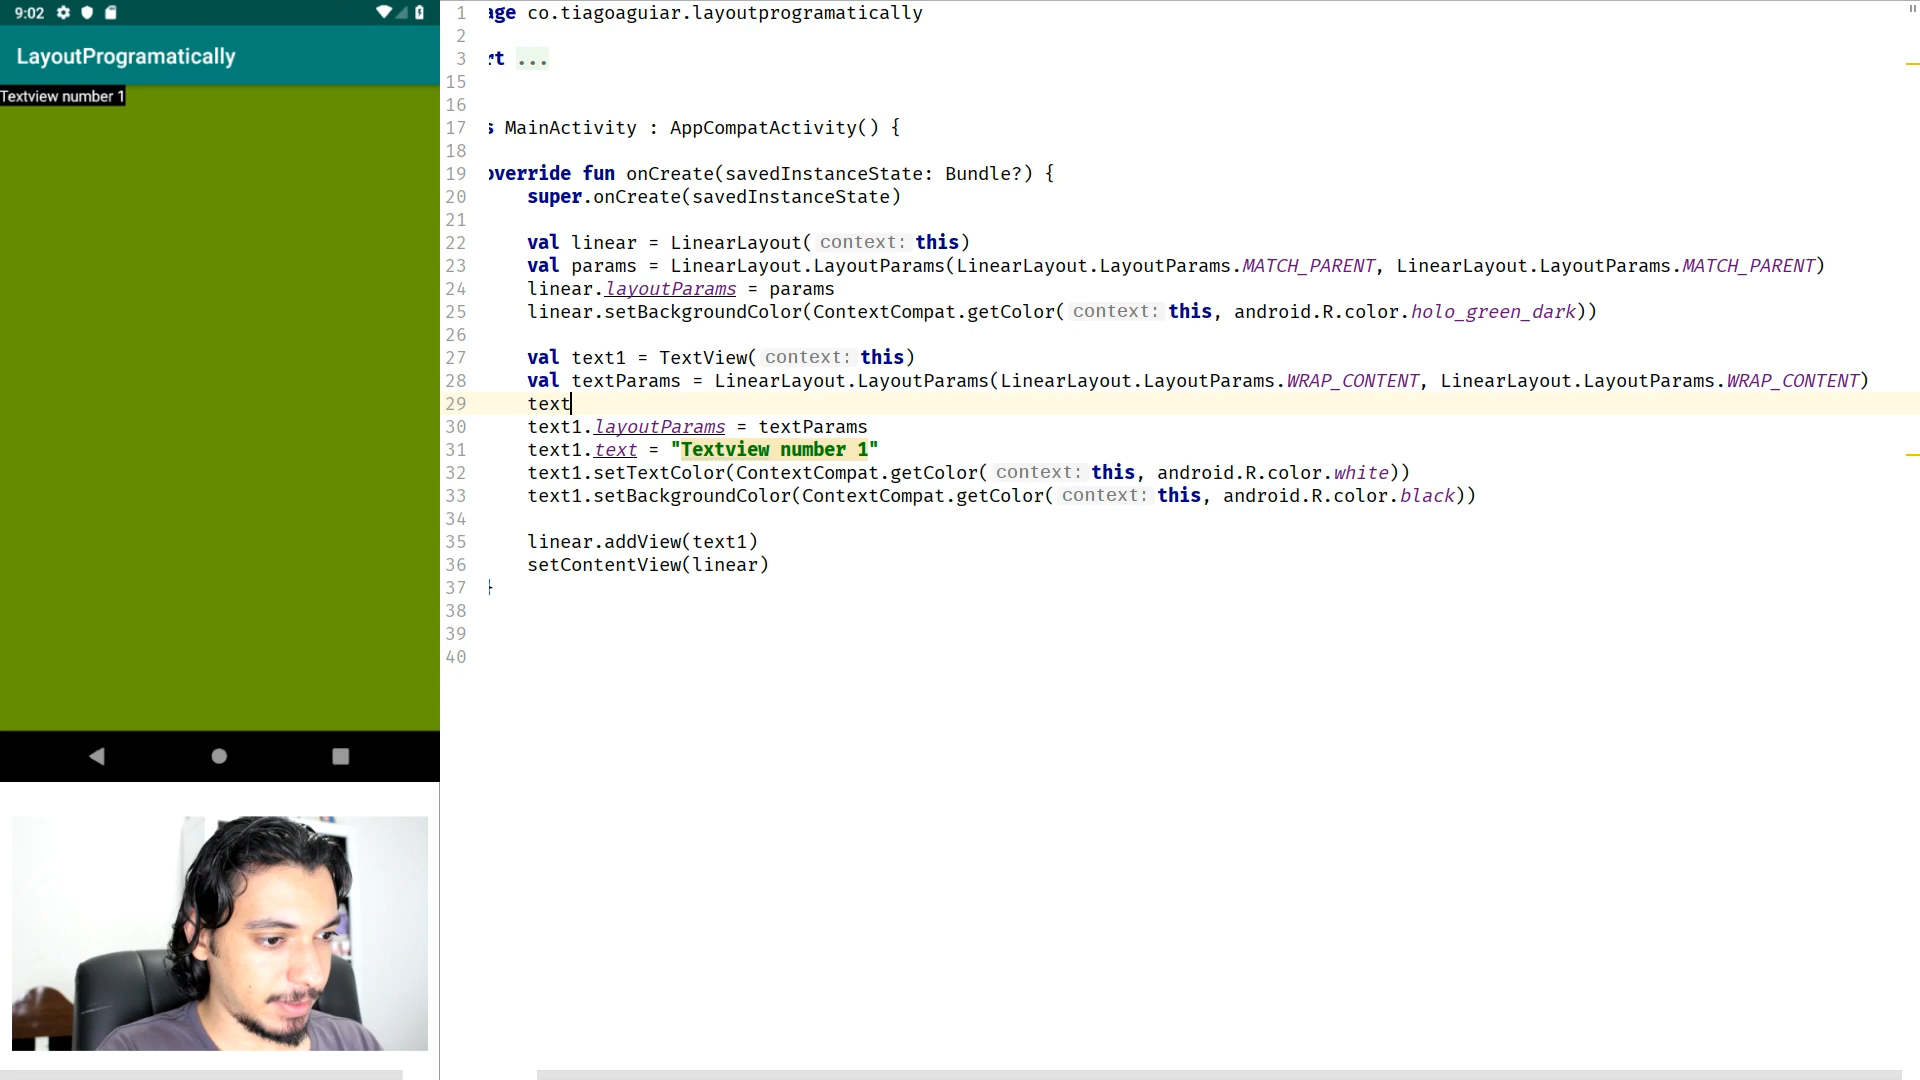 9:02
LayoutProgramatically
Textview number 1
1 age co.tiagoaguiar.layoutprogramatically
2
3 rt ...
15
16
17 s MainActivity : AppCompatActivity() {
18
19 override fun onCreate(savedInstanceState: Bundle?) {
20 super.onCreate(savedInstanceState)
21
22 val linear = LinearLayout( context: this)
23 val params = LinearLayout.LayoutParams(LinearLayout.LayoutParams.MATCH_PARENT, LinearLayout.LayoutParams.MATCH_PARENT)
24 linear.layoutParams = params
25 linear.setBackgroundColor(ContextCompat.getColor( context: this, android.R.color.holo_green_dark))
26
27 val text1 = TextView( context: this)
28 val textParams = LinearLayout.LayoutParams(LinearLayout.LayoutParams.WRAP_CONTENT, LinearLayout.LayoutParams.WRAP_CONTENT)
29 text
30 text1.layoutParams = textParams
31 text1.text = "Textview number 1"
32 text1.setTextColor(ContextCompat.getColor( context: this, android.R.color.white))
33 text1.setBackgroundColor(ContextCompat.getColor( context: this, android.R.color.black))
34
35 linear.addView(text1)
36 setContentView(linear)
37 }
38
39
40